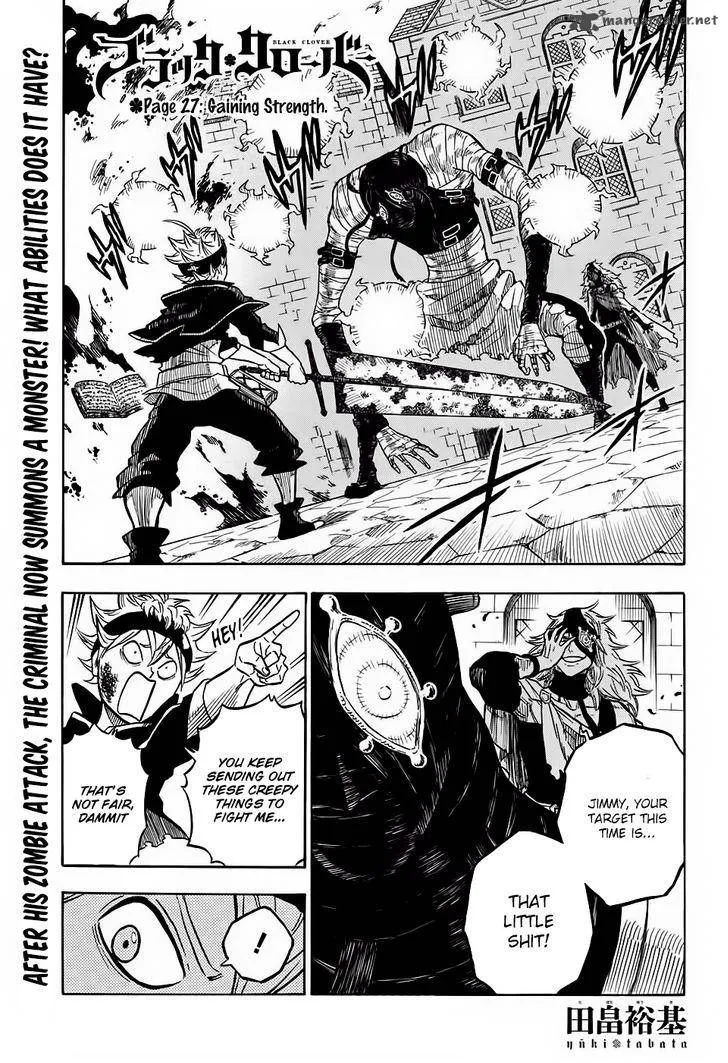 mangareader.net
BLACK CLOVER
ブラック・クローバー
Page 27: Gaining Strength.
AFTER HIS ZOMBIE ATTACK, THE CRIMINAL NOW SUMMONS A MONSTER! WHAT ABILITIES DOES IT HAVE?
HEY!
YOU KEEP
SENDING OUT
THESE CREEPY
THINGS TO
FIGHT ME...
THAT'S
NOT FAIR,
DAMMIT
JIMMY, YOUR
TARGET THIS
TIME IS...
THAT
LITTLE
SHIT!
!
田畠裕基
yūki tabata